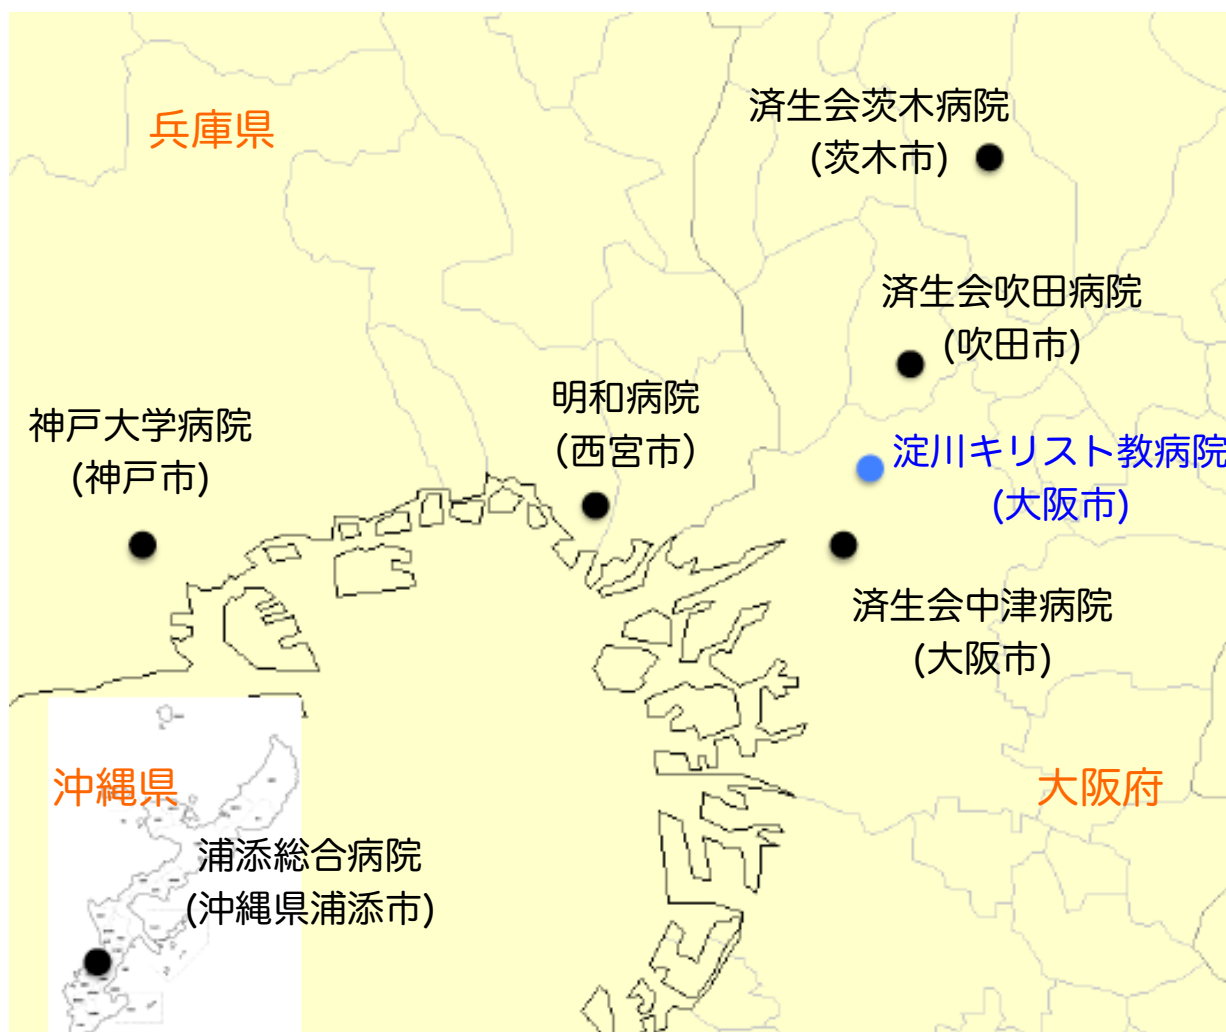 兵庫県
済生会茨木病院
(茨木市)
済生会吹田病院
(吹田市)
明和病院
(西宮市)
神戸大学病院
(神戸市)
淀川キリスト教病院
(大阪市)
済生会中津病院
(大阪市)
沖縄県
大阪府
浦添総合病院
(沖縄県浦添市)